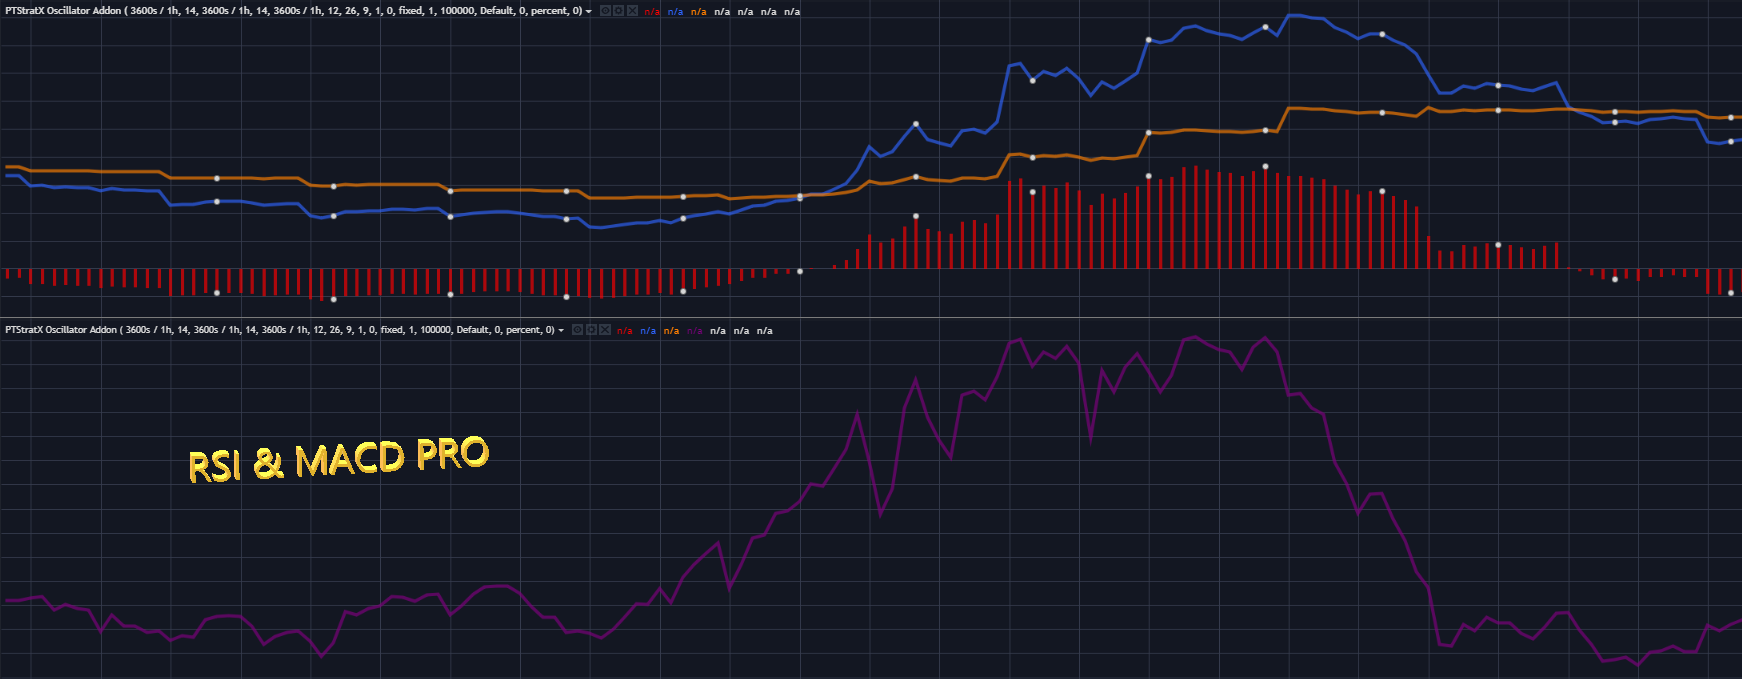 PTStratX Oscillator Addon ( 3600s / 1h, 14, 3600s / 1h, 14, 3600s / 1h, 12, 26, 9, 1, 0, fixed, 1, 100000, Default, 0, percent, 0) n/a n/a n/a n/a n/a n/a n/a
PTStratX Oscillator Addon ( 3600s / 1h, 14, 3600s / 1h, 14, 3600s / 1h, 12, 26, 9, 1, 0, fixed, 1, 100000, Default, 0, percent, 0) n/a n/a n/a n/a n/a n/a n/a
RSI & MACD PRO